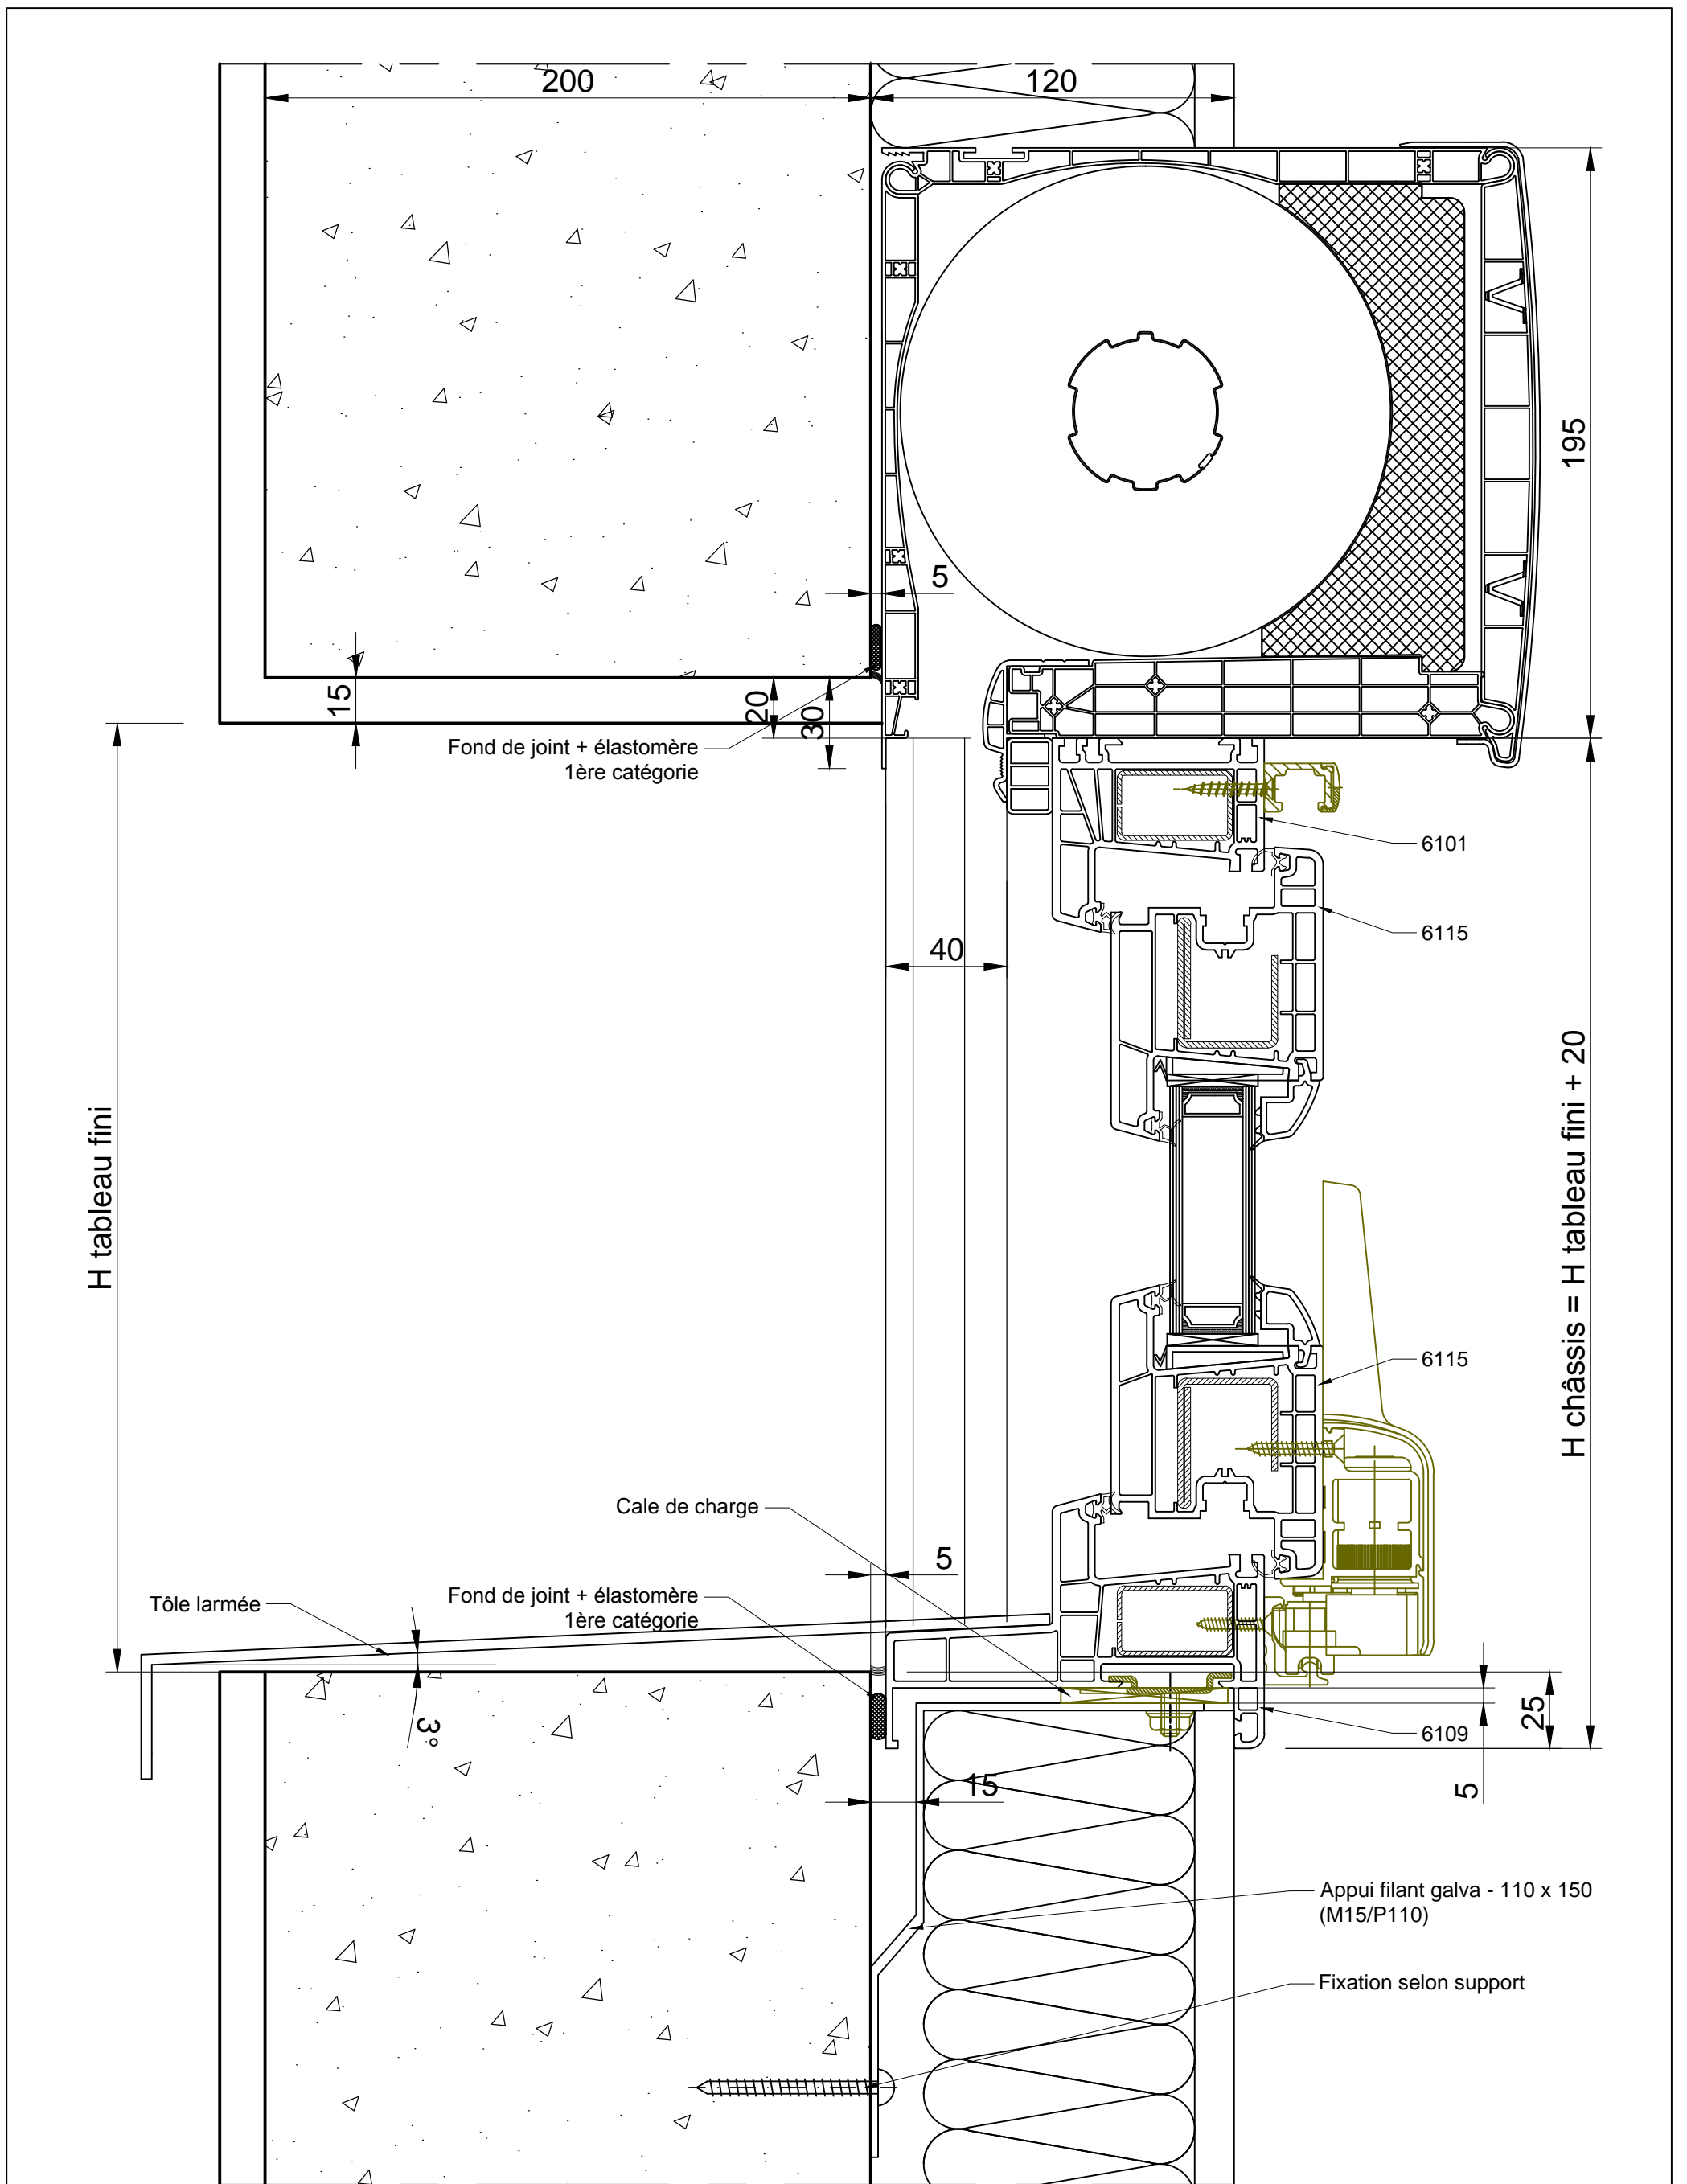 200
120
195
5
15
20
30
Fond de joint + élastomère
1ère catégorie
6101
6115
40
H tableau fini
H châssis = H tableau fini + 20
6115
Cale de charge
5
Fond de joint + élastomère
1ère catégorie
Tôle larmée
3°
25
6109
5
15
Appui filant galva - 110 x 150
(M15/P110)
Fixation selon support